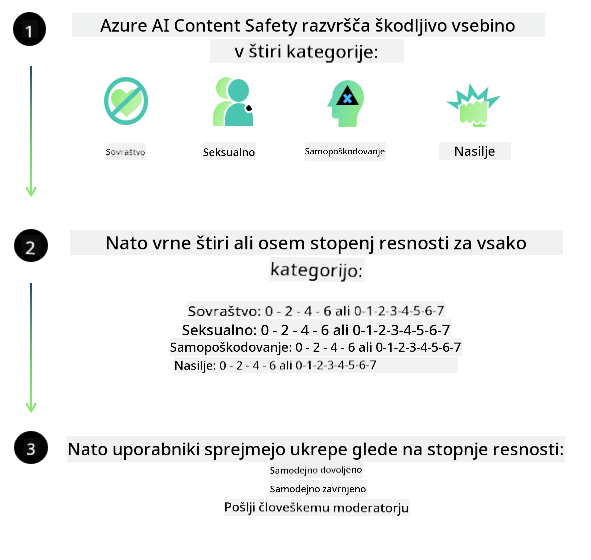 1
Azure AI Content Safety razvršča škodljivo vsebino
v štiri kategorije:
Sovraštvo
Seksualno
Samopoškodovanje
Nasilje
2
Nato vrne štiri ali osem stopenj resnosti za vsako
kategorijo:
Sovraštvo: 0 - 2 - 4 - 6 ali 0-1-2-3-4-5-6-7
Seksualno: 0 - 2 - 4 - 6 ali 0-1-2-3-4-5-6-7
Samopoškodovanje: 0 - 2 - 4 - 6 ali 0-1-2-3-4-5-6-7
Nasilje: 0 - 2 - 4 - 6 ali 0-1-2-3-4-5-6-7
3
Nato uporabniki sprejmejo ukrepe glede na stopnje resnosti:
Samodejno dovoljeno
Samodejno zavrnjeno
Pošlji človeškemu moderatorju